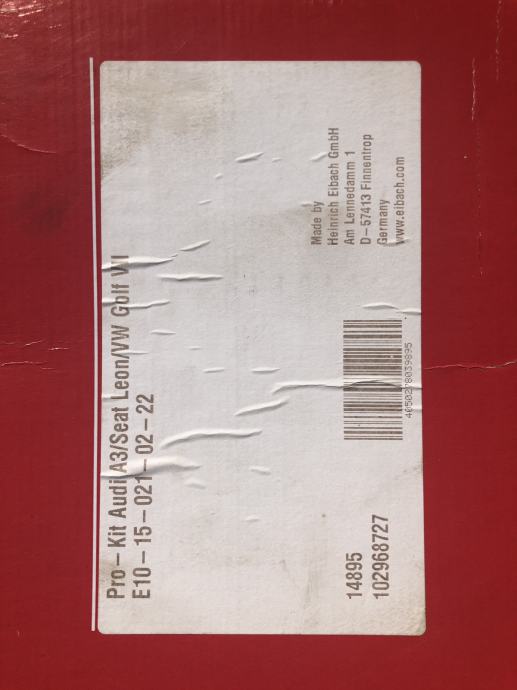 Pro-Kit Audi A3/Seat Leon/VW Golf VI
E10-15-021-02-22
Made by
Heinrich Eibach GmbH
Am Lennedamm 1
D-57413 Finnentrop
Germany
www.eibach.com
14895
102968727
4050278039895